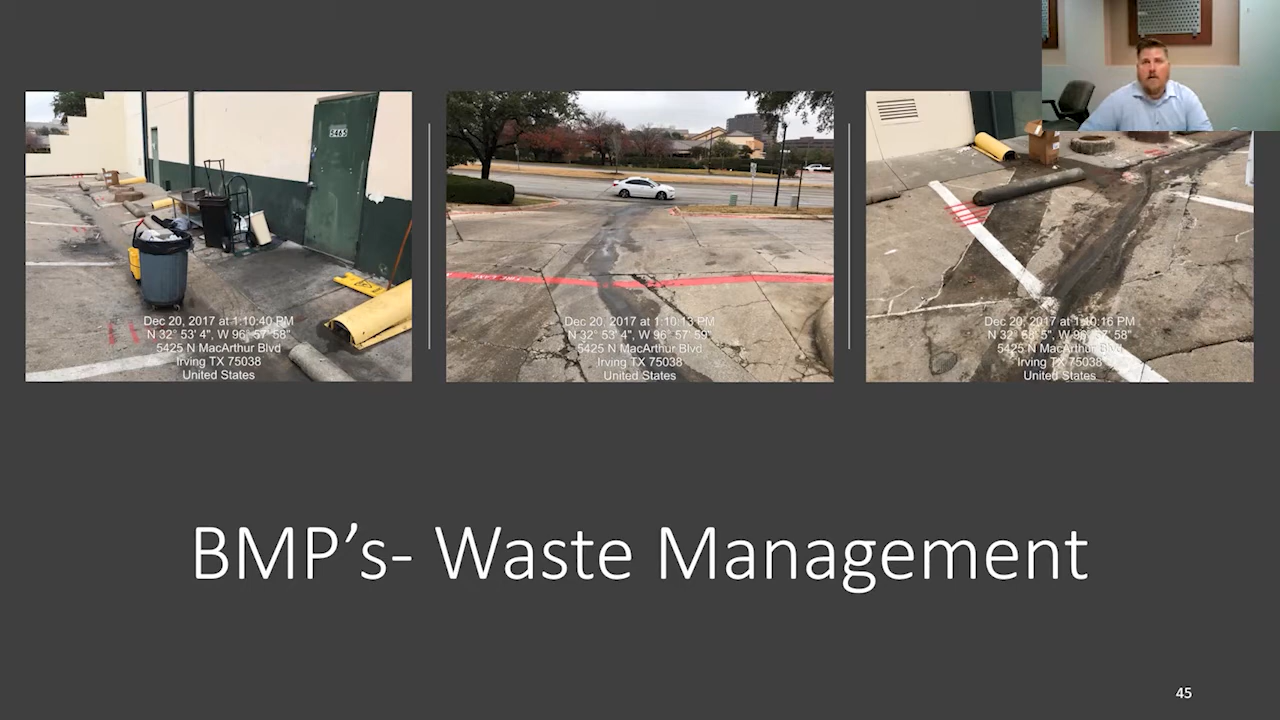 5465
Dec 20, 2017 at 1:10:40 PM
N 32° 53' 4", W 96° 57' 58"
5425 N MacArthur Blvd
Irving TX 75038
United States
Dec 20, 2017 at 1:10:13 PM
N 32° 53' 4", W 96° 57' 59"
5425 N MacArthur Blvd
Irving TX 75038
United States
Dec 20, 2017 at 1:10:16 PM
N 32° 53' 5", W 96° 57' 58"
5425 N MacArthur Blvd
Irving TX 75038
United States
BMP's- Waste Management
45